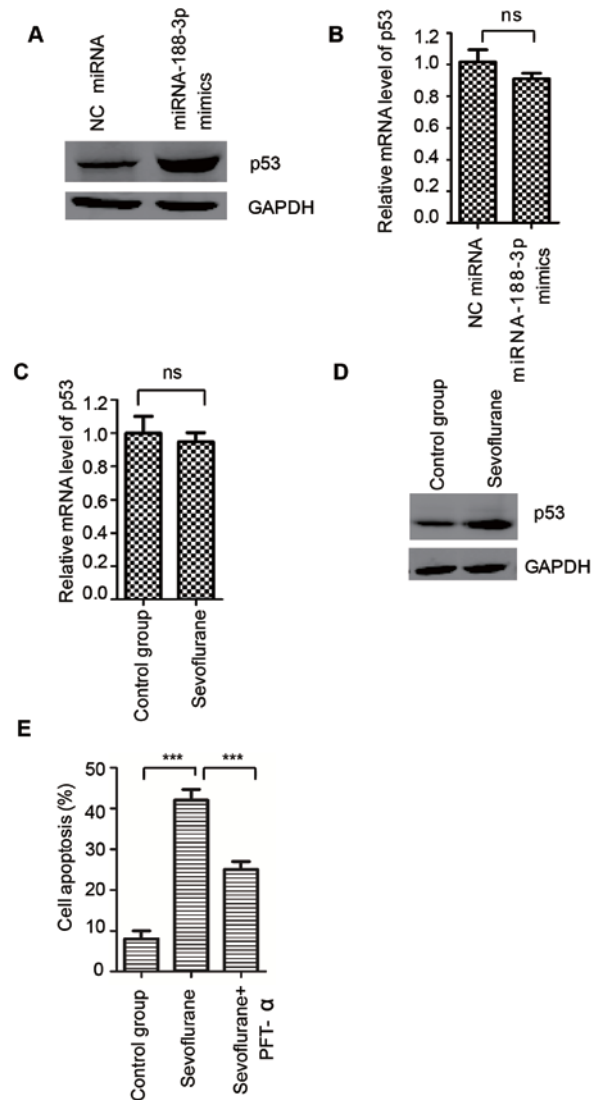 A
NC miRNA
miRNA-188-3p
mimics
p53
GAPDH
B
ns
Relative mRNA level of p53
1.2
1.0
0.8
0.6
0.4
0.2
0.0
NC miRNA
miRNA-188-3p
mimics
C
ns
Relative mRNA level of p53
1.2
1.0
0.8
0.6
0.4
0.2
0.0
Control group
Sevoflurane
D
Control group
Sevoflurane
p53
GAPDH
E
*** ***
Cell apoptosis (%)
50
40
30
20
10
0
Control group
Sevoflurane
Sevoflurane+
PFT- α